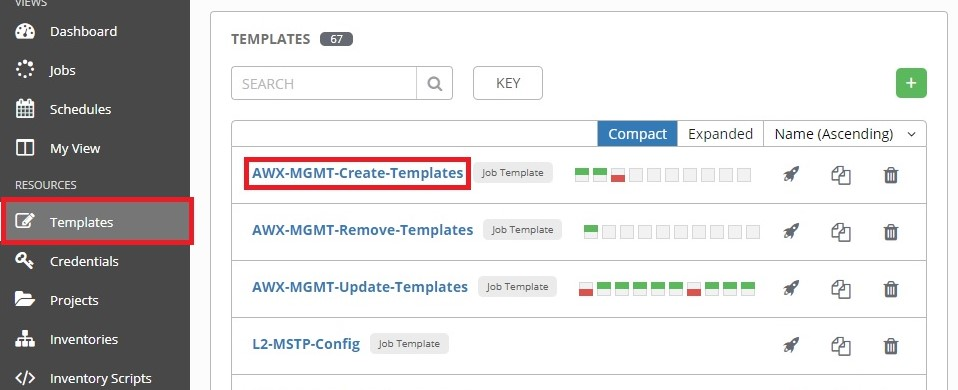 VIEWS
Dashboard
Jobs
Schedules
My View
RESOURCES
Templates
Credentials
Projects
Inventories
Inventory Scripts
TEMPLATES 67
SEARCH KEY +
Compact Expanded Name (Ascending)
AWX-MGMT-Create-Templates Job Template
AWX-MGMT-Remove-Templates Job Template
AWX-MGMT-Update-Templates Job Template
L2-MSTP-Config Job Template